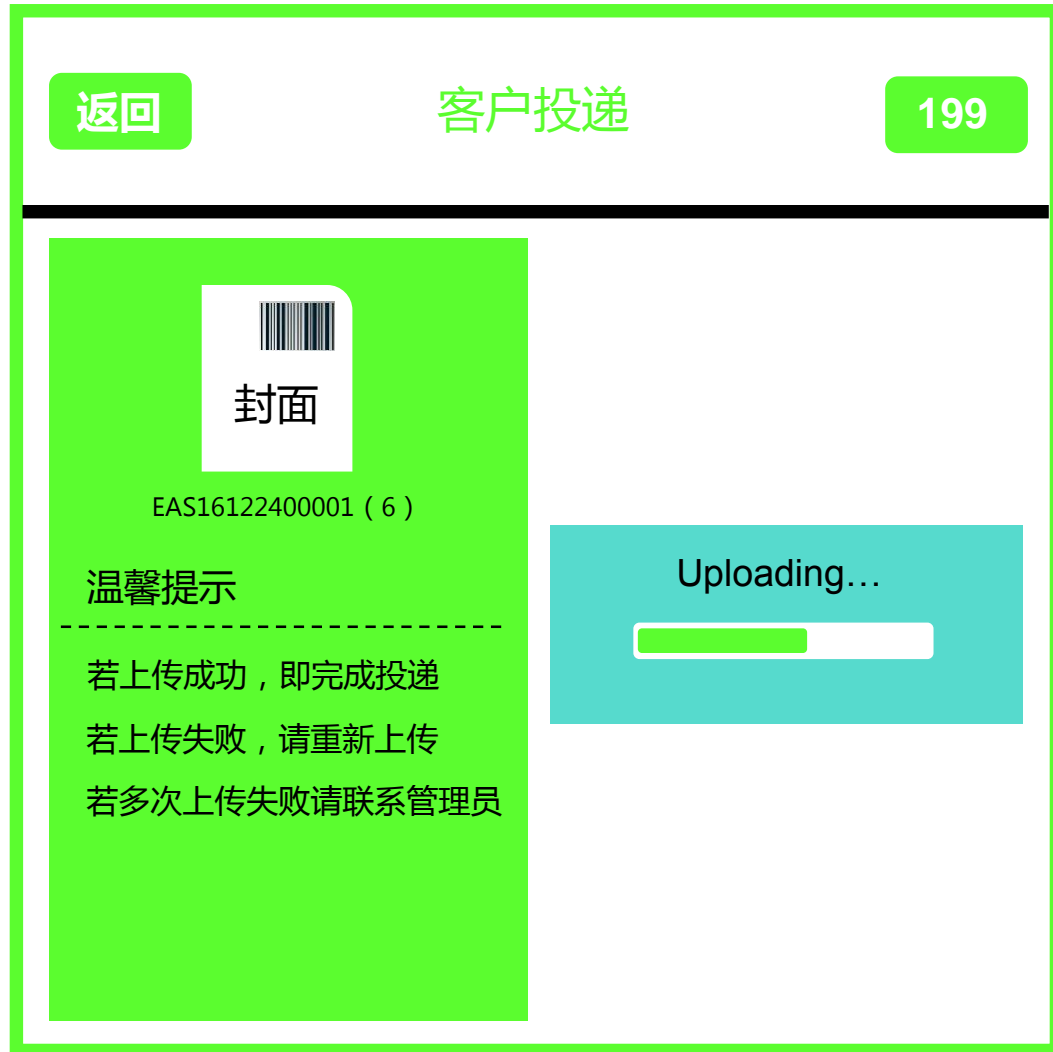 返回
客户投递
199
封面
EAS16122400001（6）
温馨提示
若上传成功，即完成投递
若上传失败，请重新上传
若多次上传失败请联系管理员
Uploading…